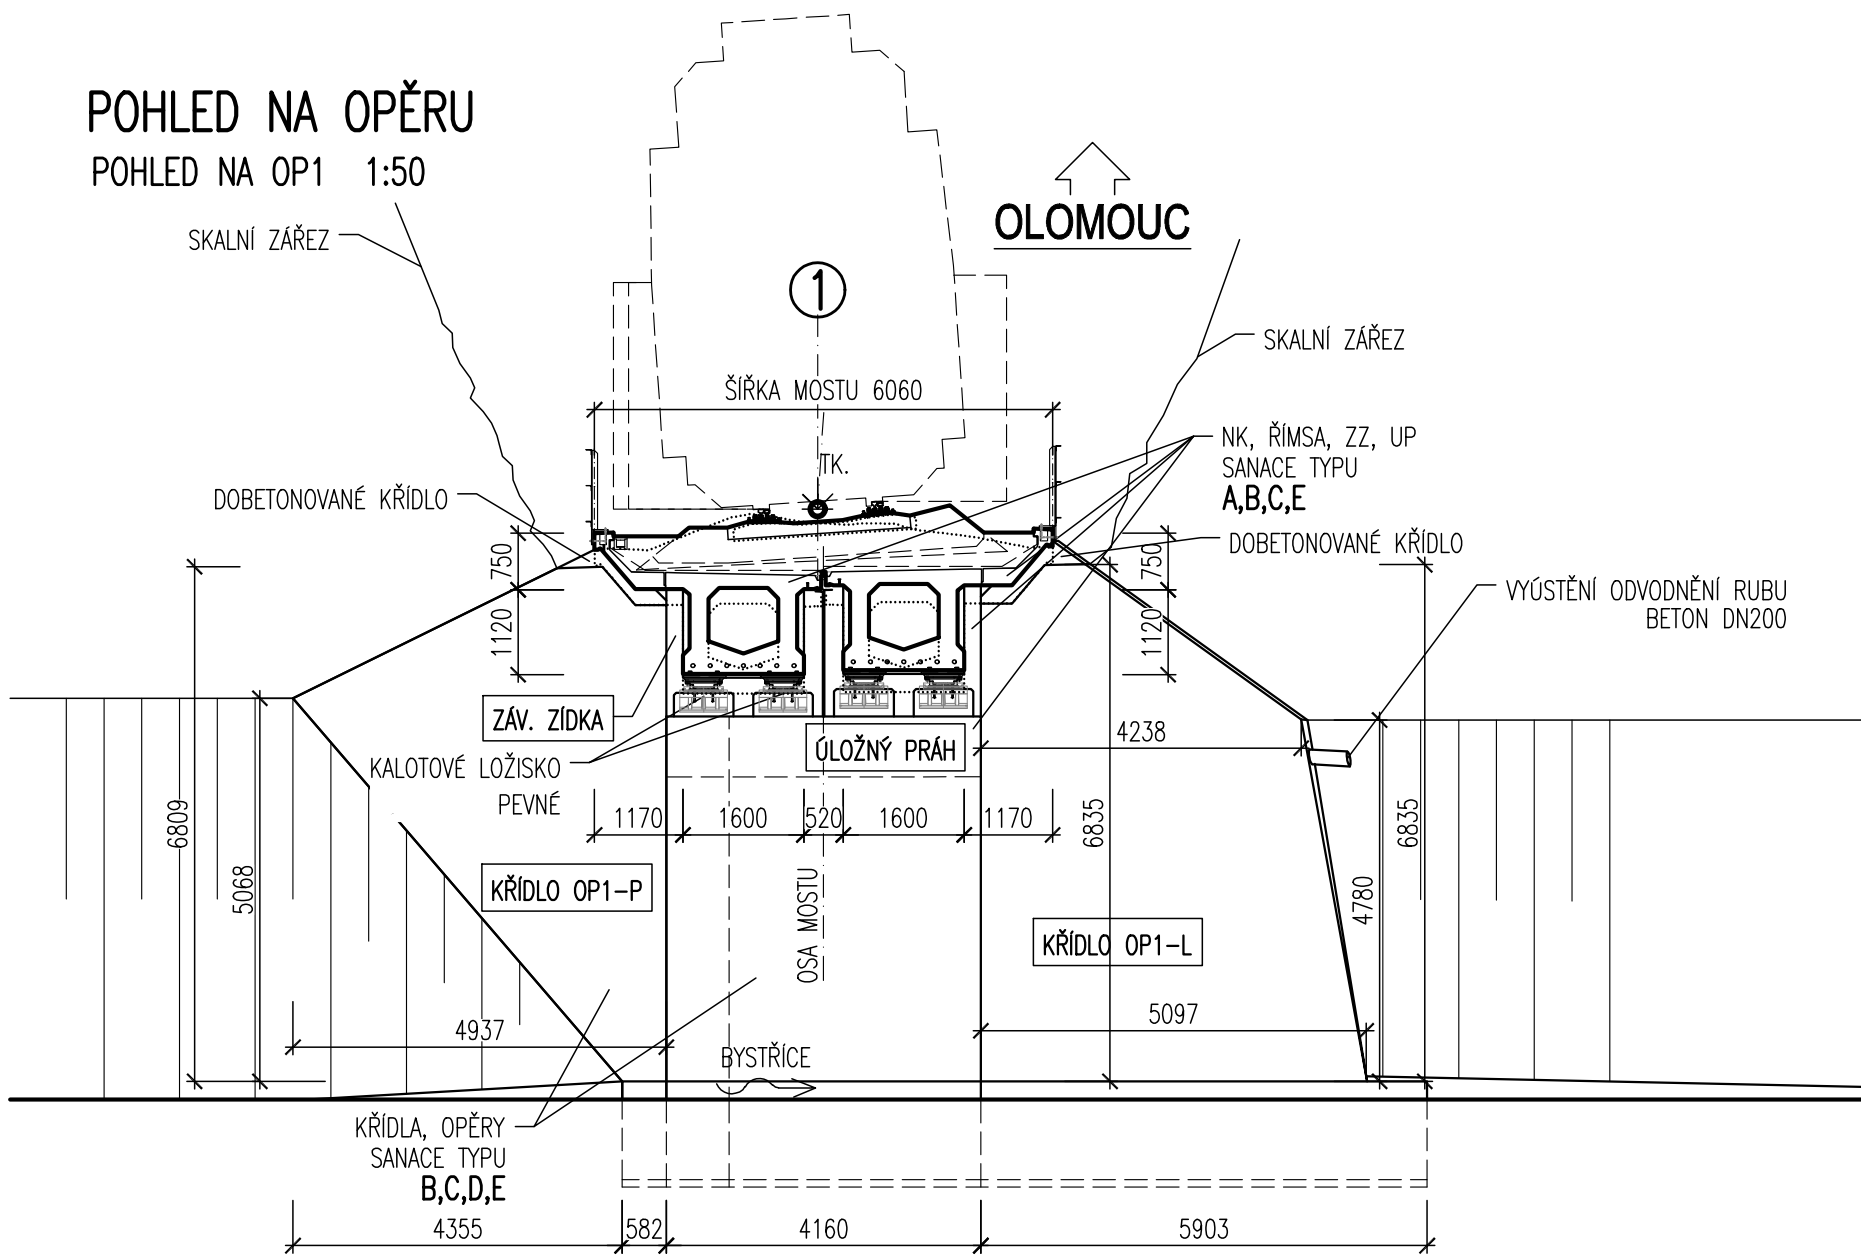 POHLED NA OPĚRU
POHLED NA OP1 1:50
SKALNÍ ZÁŘEZ
OLOMOUC
1
SKALNÍ ZÁŘEZ
ŠÍŘKA MOSTU 6060
TK.
NK, ŘÍMSA, ZZ, UP
SANACE TYPU
A,B,C,E
DOBETONOVANÉ KŘÍDLO
DOBETONOVANÉ KŘÍDLO
750
1120
750
1120
VYÚSTĚNÍ ODVODNĚNÍ RUBU
BETON DN200
ZÁV. ZÍDKA
ÚLOŽNÝ PRÁH
4238
KALOTOVÉ LOŽISKO
PEVNÉ
1170
1600
520
1600
1170
6809
5068
6835
6835
4780
KŘÍDLO OP1-P
OSA MOSTU
KŘÍDLO OP1-L
4937
5097
BYSTŘICE
KŘÍDLA, OPĚRY
SANACE TYPU
B,C,D,E
4355
582
4160
5903